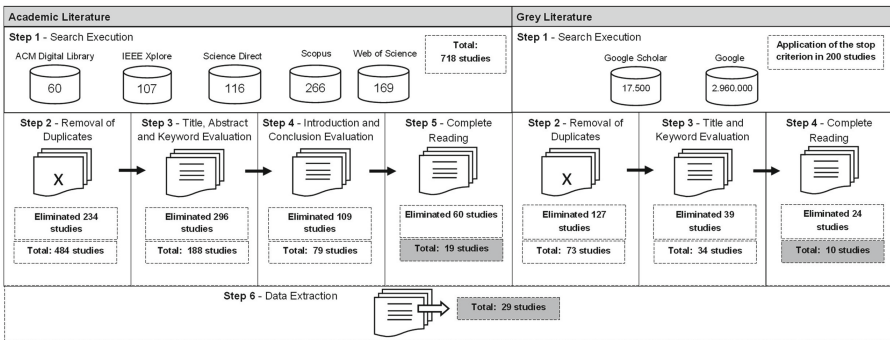 Academic Literature
Step 1 - Search Execution
ACM Digital Library
60
IEEE Xplore
107
Science Direct
116
Scopus
266
Web of Science
169
Total:
718 studies
Grey Literature
Step 1 - Search Execution
Google Scholar
17.500
Google
2.960.000
Application of the stop
criterion in 200 studies
Step 2 - Removal of
Duplicates
X
Eliminated 234
studies
Total: 484 studies
Step 3 - Title, Abstract
and Keyword Evaluation
Eliminated 296
studies
Total: 188 studies
Step 4 - Introduction and
Conclusion Evaluation
Eliminated 109
studies
Total: 79 studies
Step 5 - Complete
Reading
Eliminated 60 studies
Total: 19 studies
Step 2 - Removal of
Duplicates
X
Eliminated 127
studies
Total: 73 studies
Step 3 - Title and
Keyword Evaluation
Eliminated 39
studies
Total: 34 studies
Step 4 - Complete
Reading
Eliminated 24
studies
Total: 10 studies
Step 6 - Data Extraction
Total: 29 studies